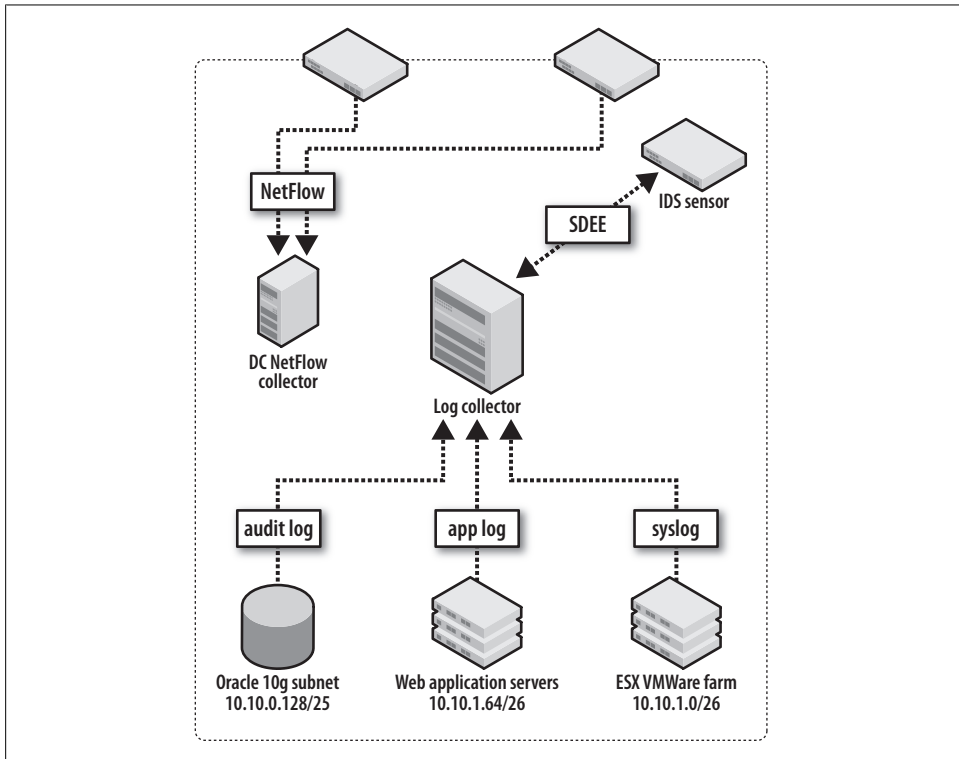 NetFlow
IDS sensor
SDEE
DC NetFlow
collector
Log collector
audit log
app log
syslog
Oracle 10g subnet
10.10.0.128/25
Web application servers
10.10.1.64/26
ESX VMWare farm
10.10.1.0/26